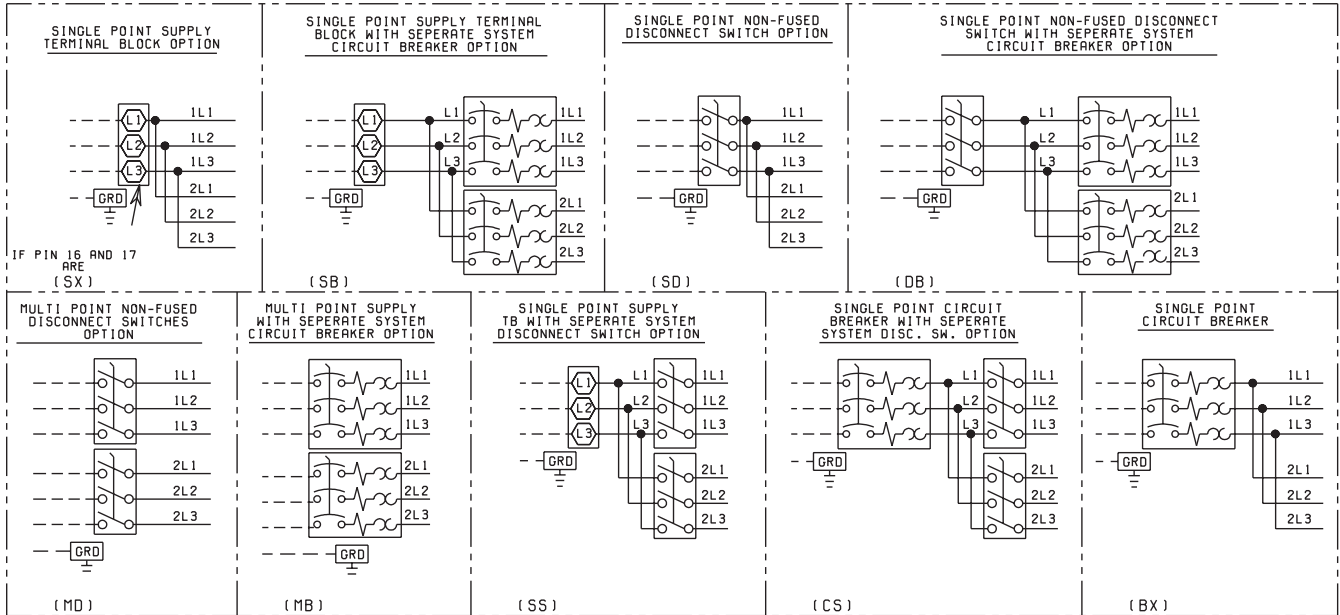 SINGLE POINT SUPPLY
TERMINAL BLOCK OPTION
L1
L2
L3
1L1
1L2
1L3
2L1
2L2
2L3
GRD
IF PIN 16 AND 17
ARE
(SX)
SINGLE POINT SUPPLY TERMINAL
BLOCK WITH SEPERATE SYSTEM
CIRCUIT BREAKER OPTION
L1
L2
L3
L1
L2
L3
1L1
1L2
1L3
2L1
2L2
2L3
GRD
(SB)
SINGLE POINT NON-FUSED
DISCONNECT SWITCH OPTION
1L1
1L2
1L3
2L1
2L2
2L3
GRD
(SD)
SINGLE POINT NON-FUSED DISCONNECT
SWITCH WITH SEPERATE SYSTEM
CIRCUIT BREAKER OPTION
L1
L2
L3
1L1
1L2
1L3
2L1
2L2
2L3
GRD
(DB)
MULTI POINT NON-FUSED
DISCONNECT SWITCHES
OPTION
1L1
1L2
1L3
2L1
2L2
2L3
GRD
(MD)
MULTI POINT SUPPLY
WITH SEPERATE SYSTEM
CIRCUIT BREAKER OPTION
1L1
1L2
1L3
2L1
2L2
2L3
GRD
(MB)
SINGLE POINT SUPPLY
TB WITH SEPERATE SYSTEM
DISCONNECT SWITCH OPTION
L1
L2
L3
L1
L2
L3
1L1
1L2
1L3
2L1
2L2
2L3
GRD
(SS)
SINGLE POINT CIRCUIT
BREAKER WITH SEPERATE
SYSTEM DISC. SW. OPTION
L1
L2
L3
1L1
1L2
1L3
2L1
2L2
2L3
GRD
(CS)
SINGLE POINT
CIRCUIT BREAKER
1L1
1L2
1L3
2L1
2L2
2L3
GRD
(BX)